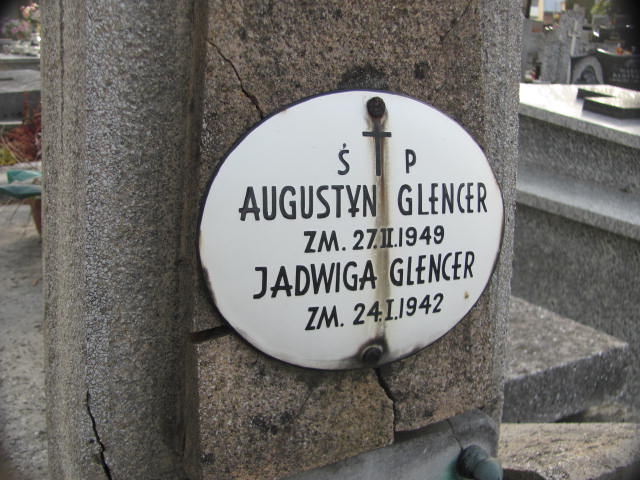 Ś P
AUGUSTYN GLENCER
ZM. 27.II.1949
JADWIGA GLENCER
ZM. 24.I.1942